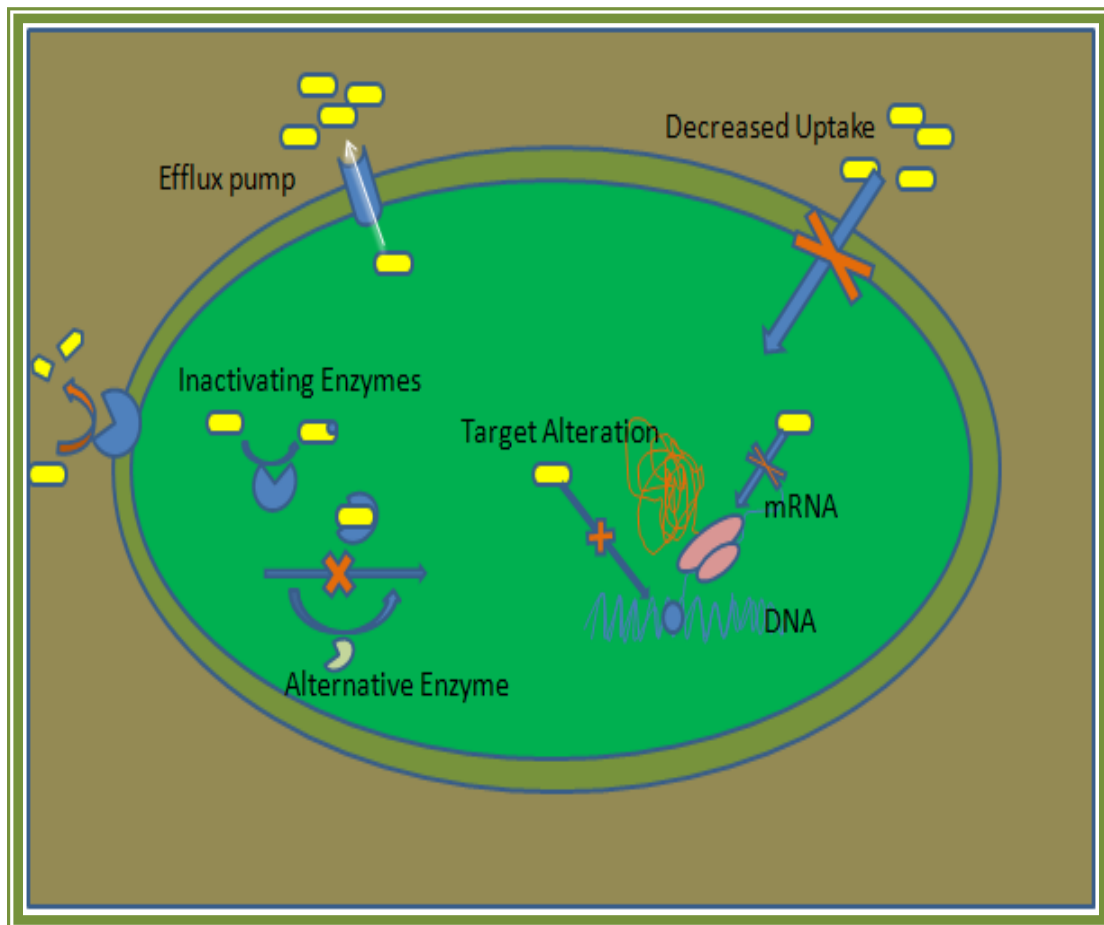 Decreased Uptake
Efflux pump
Inactivating Enzymes
Target Alteration
mRNA
DNA
Alternative Enzyme